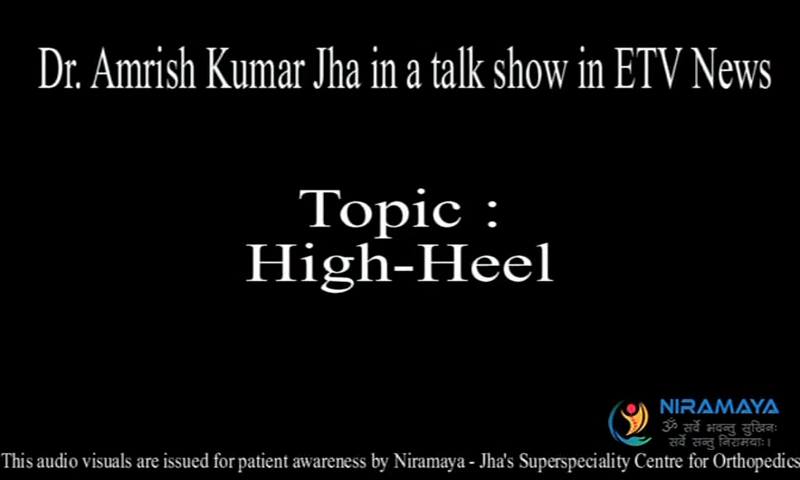 Dr. Amrish Kumar Jha in a talk show in ETV News
Topic :
High-Heel
NIRAMAYA
ॐ सर्वे भवन्तु सुखिनः
सर्वे सन्तु निरामयाः।
This audio visuals are issued for patient awareness by Niramaya - Jha's Superspeciality Centre for Orthopedics